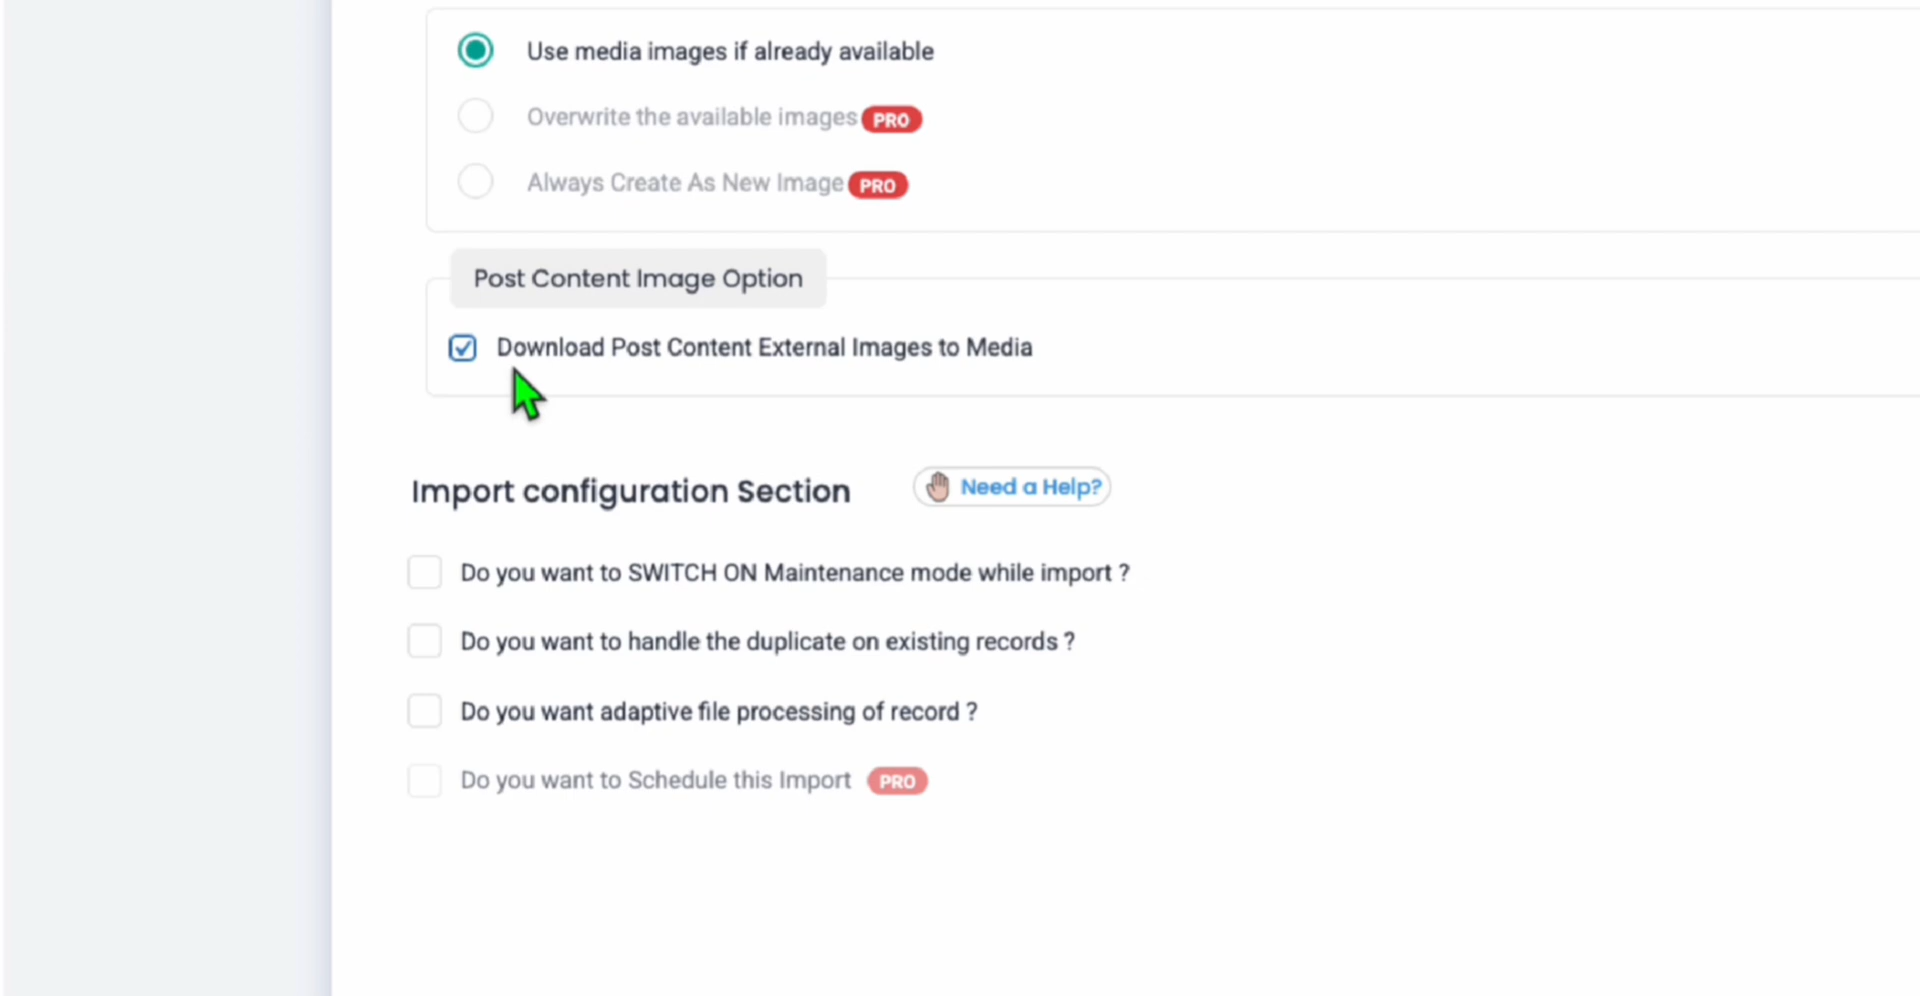 Use media images if already available
Overwrite the available images PRO
Always Create As New Image PRO
Post Content Image Option
Download Post Content External Images to Media
Import configuration Section Need a Help?
Do you want to SWITCH ON Maintenance mode while import ?
Do you want to handle the duplicate on existing records ?
Do you want adaptive file processing of record ?
Do you want to Schedule this Import PRO